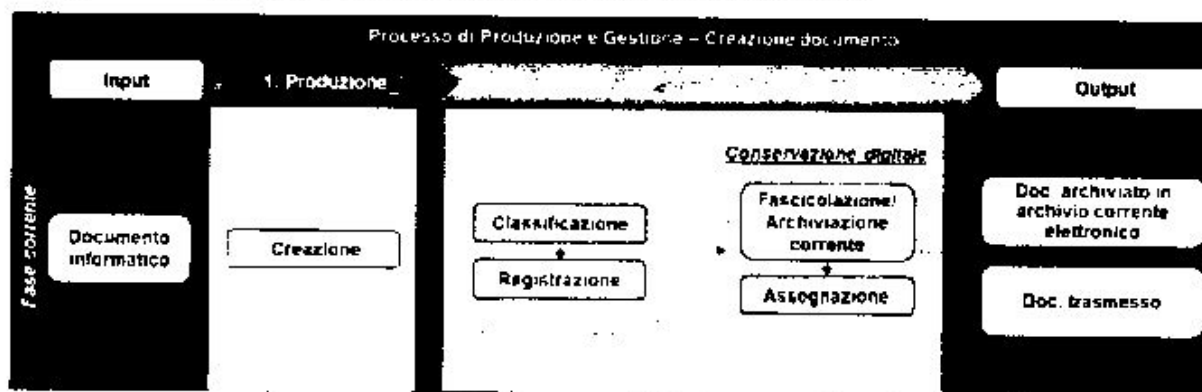 Processo di Produzione e Gestione – Creazione documento
Input
1. Produzione
Output
Fase corrente
Documento
informatico
Creazione
Classificazione
Registrazione
Conservazione digitale
Fascicolazione/
Archiviazione
corrente
Assegnazione
Doc. archiviato in
archivio corrente
elettronico
Doc. trasmesso